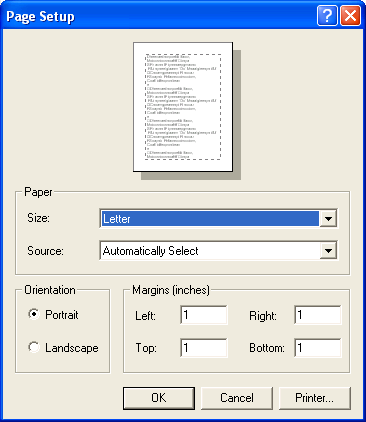 Page Setup
Paper
Size:
Letter
Source:
Automatically Select
Orientation
Portrait
Landscape
Margins (inches)
Left: 1 Right: 1
Top: 1 Bottom: 1
OK Cancel Printer...